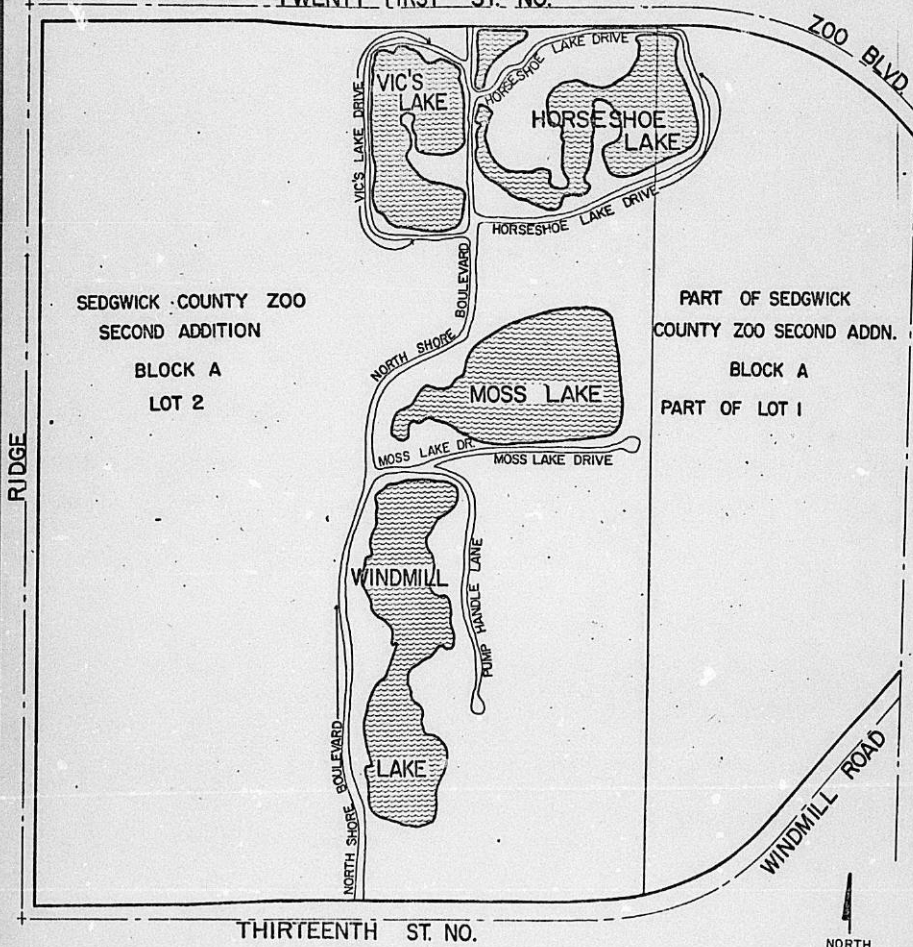 TWENTY FIRST ST. NO.
ZOO BLVD.
HORSESHOE LAKE DRIVE
VIC'S
LAKE
VIC'S LAKE DRIVE
HORSESHOE
LAKE
HORSESHOE LAKE DRIVE
NORTH SHORE BOULEVARD
SEDGWICK COUNTY ZOO
SECOND ADDITION
BLOCK A
LOT 2
PART OF SEDGWICK
COUNTY ZOO SECOND ADDN.
BLOCK A
PART OF LOT 1
MOSS LAKE
MOSS LAKE DR.
MOSS LAKE DRIVE
RIDGE
WINDMILL
LAKE
PUMP HANDLE LANE
NORTH SHORE BOULEVARD
WINDMILL ROAD
THIRTEENTH ST. NO.
NORTH